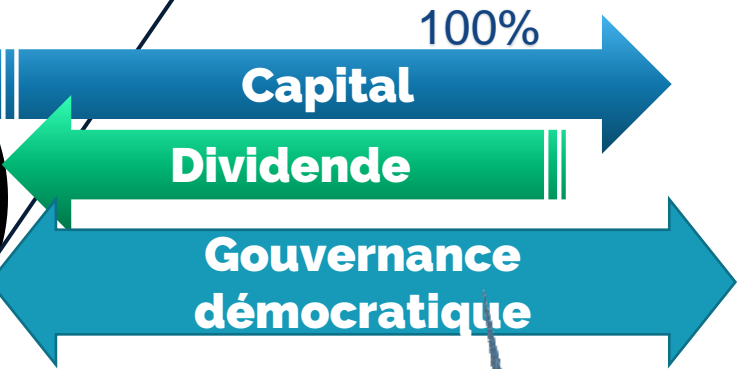 100%
Capital
Dividende
Gouvernance
démocratique